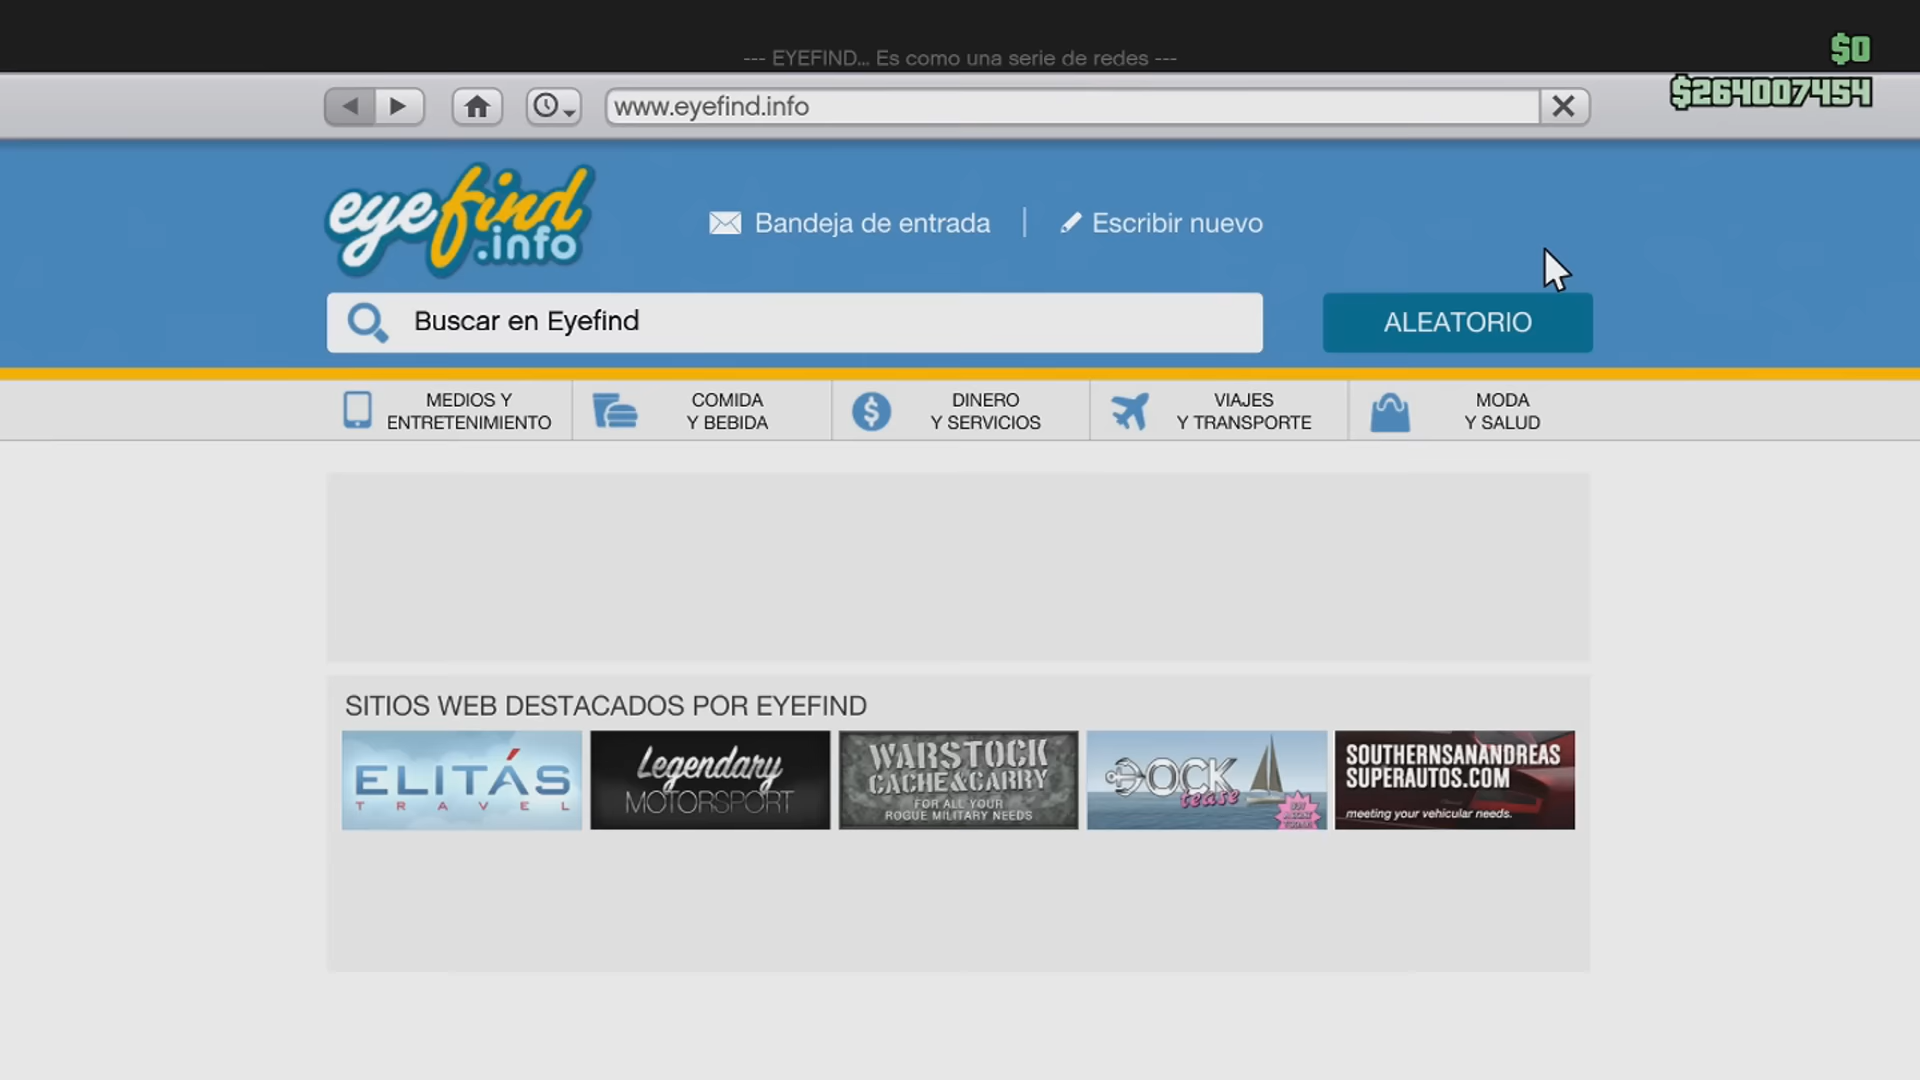 --- EYEFIND... Es como una serie de redes ---
$0
$264007454
www.eyefind.info
eyefind
.info
Bandeja de entrada
Escribir nuevo
Buscar en Eyefind
ALEATORIO
MEDIOS Y
ENTRETENIMIENTO
COMIDA
Y BEBIDA
DINERO
Y SERVICIOS
VIAJES
Y TRANSPORTE
MODA
Y SALUD
SITIOS WEB DESTACADOS POR EYEFIND
ELITÁS
TRAVEL
Legendary
MOTORSPORT
WARSTOCK
CACHE & CARRY
FOR ALL YOUR
ROGUE MILITARY NEEDS
DOCK
tease
SOUTHERNSANANDREAS
SUPERAUTOS.COM
meeting your vehicular needs.